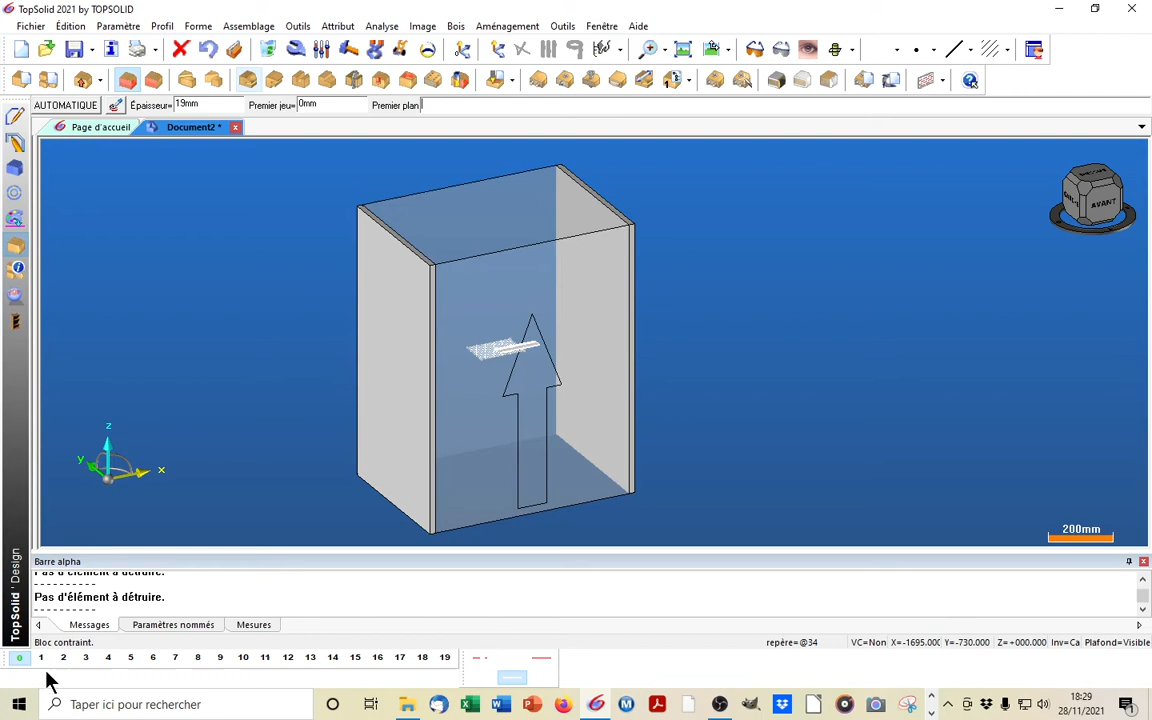 TopSolid 2021 by TOPSOLID
Fichier Édition Paramètre Profil Forme Assemblage Outils Attribut Analyse Image Bois Aménagement Outils Fenêtre Aide
AUTOMATIQUE Épaisseur= 19mm Premier jeu= 0mm Premier plan
Page d'accueil Document2 *
AVANT
z
y
x
200mm
TopSolid'Design
Barre alpha
Pas d'élément à détruire.
----------
Pas d'élément à détruire.
----------
Messages Paramètres nommés Mesures
Bloc contraint. repère=@34 VC=Non X=-1695.000 Y=-730.000 Z=+000.000 Inv=Ca Plafond=Visible
0 1 2 3 4 5 6 7 8 9 10 11 12 13 14 15 16 17 18 19
Taper ici pour rechercher
18:29
28/11/2021